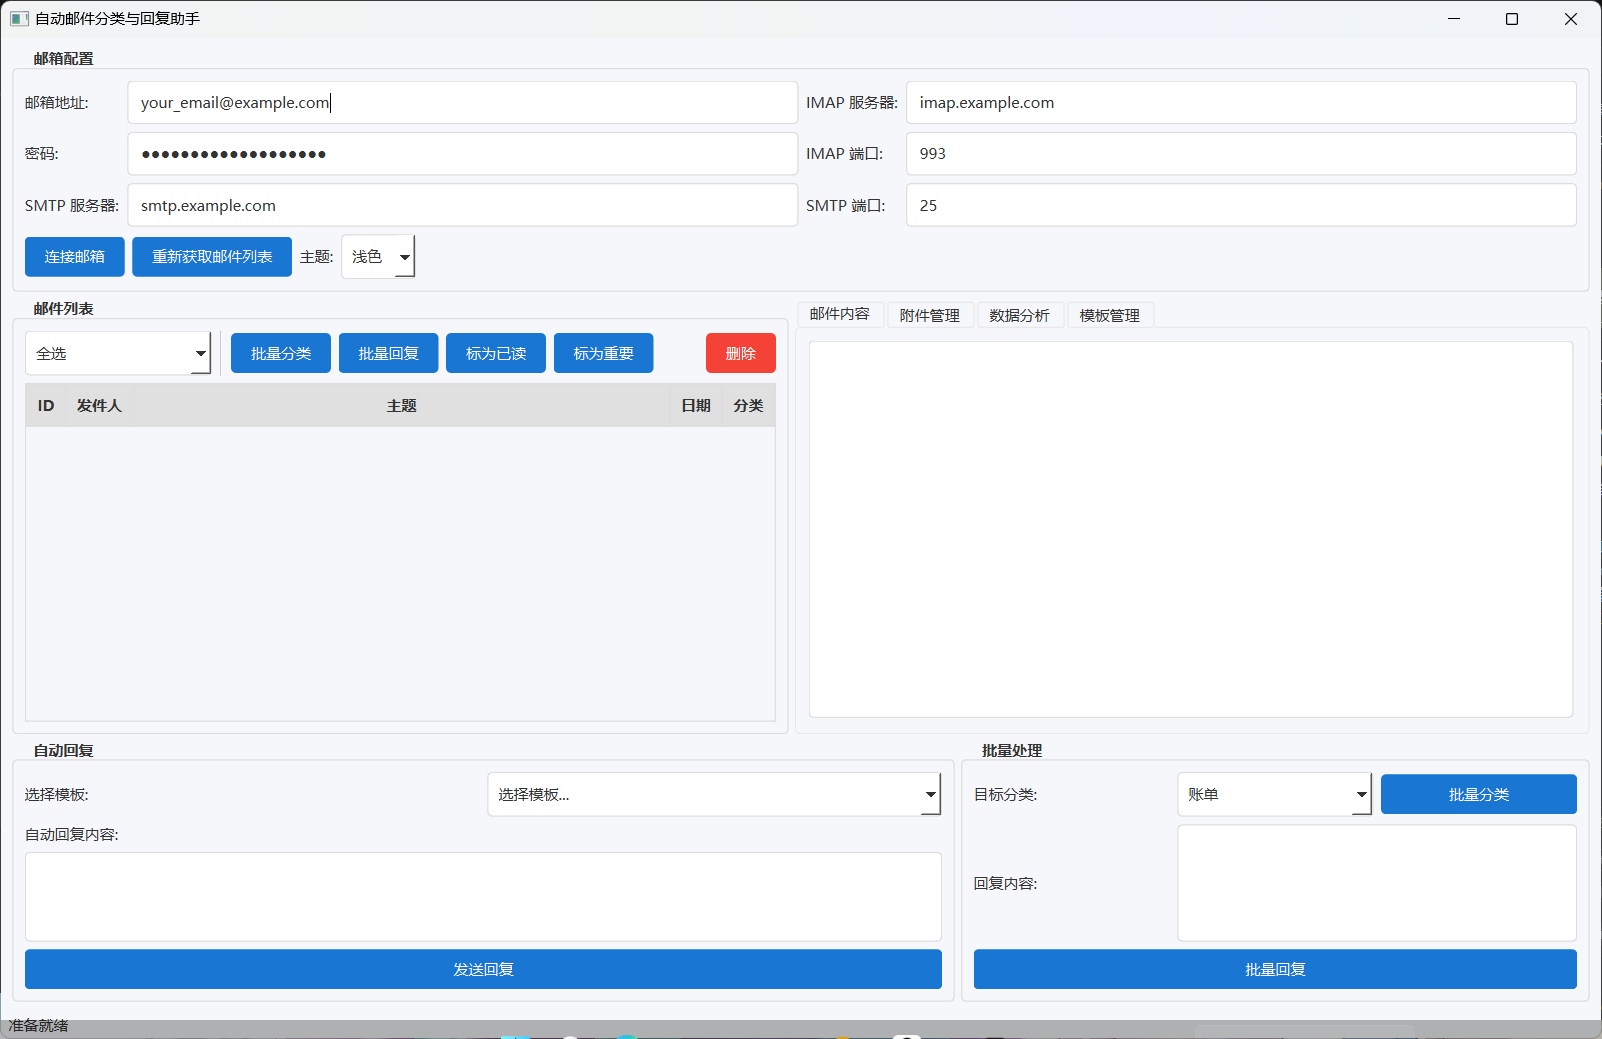 自动邮件分类与回复助手
邮箱配置
邮箱地址: your_email@example.com IMAP 服务器: imap.example.com
密码: ●●●●●●●●●●●●●●●●●●● IMAP 端口: 993
SMTP 服务器: smtp.example.com SMTP 端口: 25
连接邮箱 重新获取邮件列表 主题: 浅色
邮件列表
邮件内容 附件管理 数据分析 模板管理
全选 批量分类 批量回复 标为已读 标为重要 删除
ID 发件人 主题 日期 分类
自动回复
选择模板: 选择模板...
自动回复内容:
发送回复
批量处理
目标分类: 账单 批量分类
回复内容:
批量回复
准备就绪